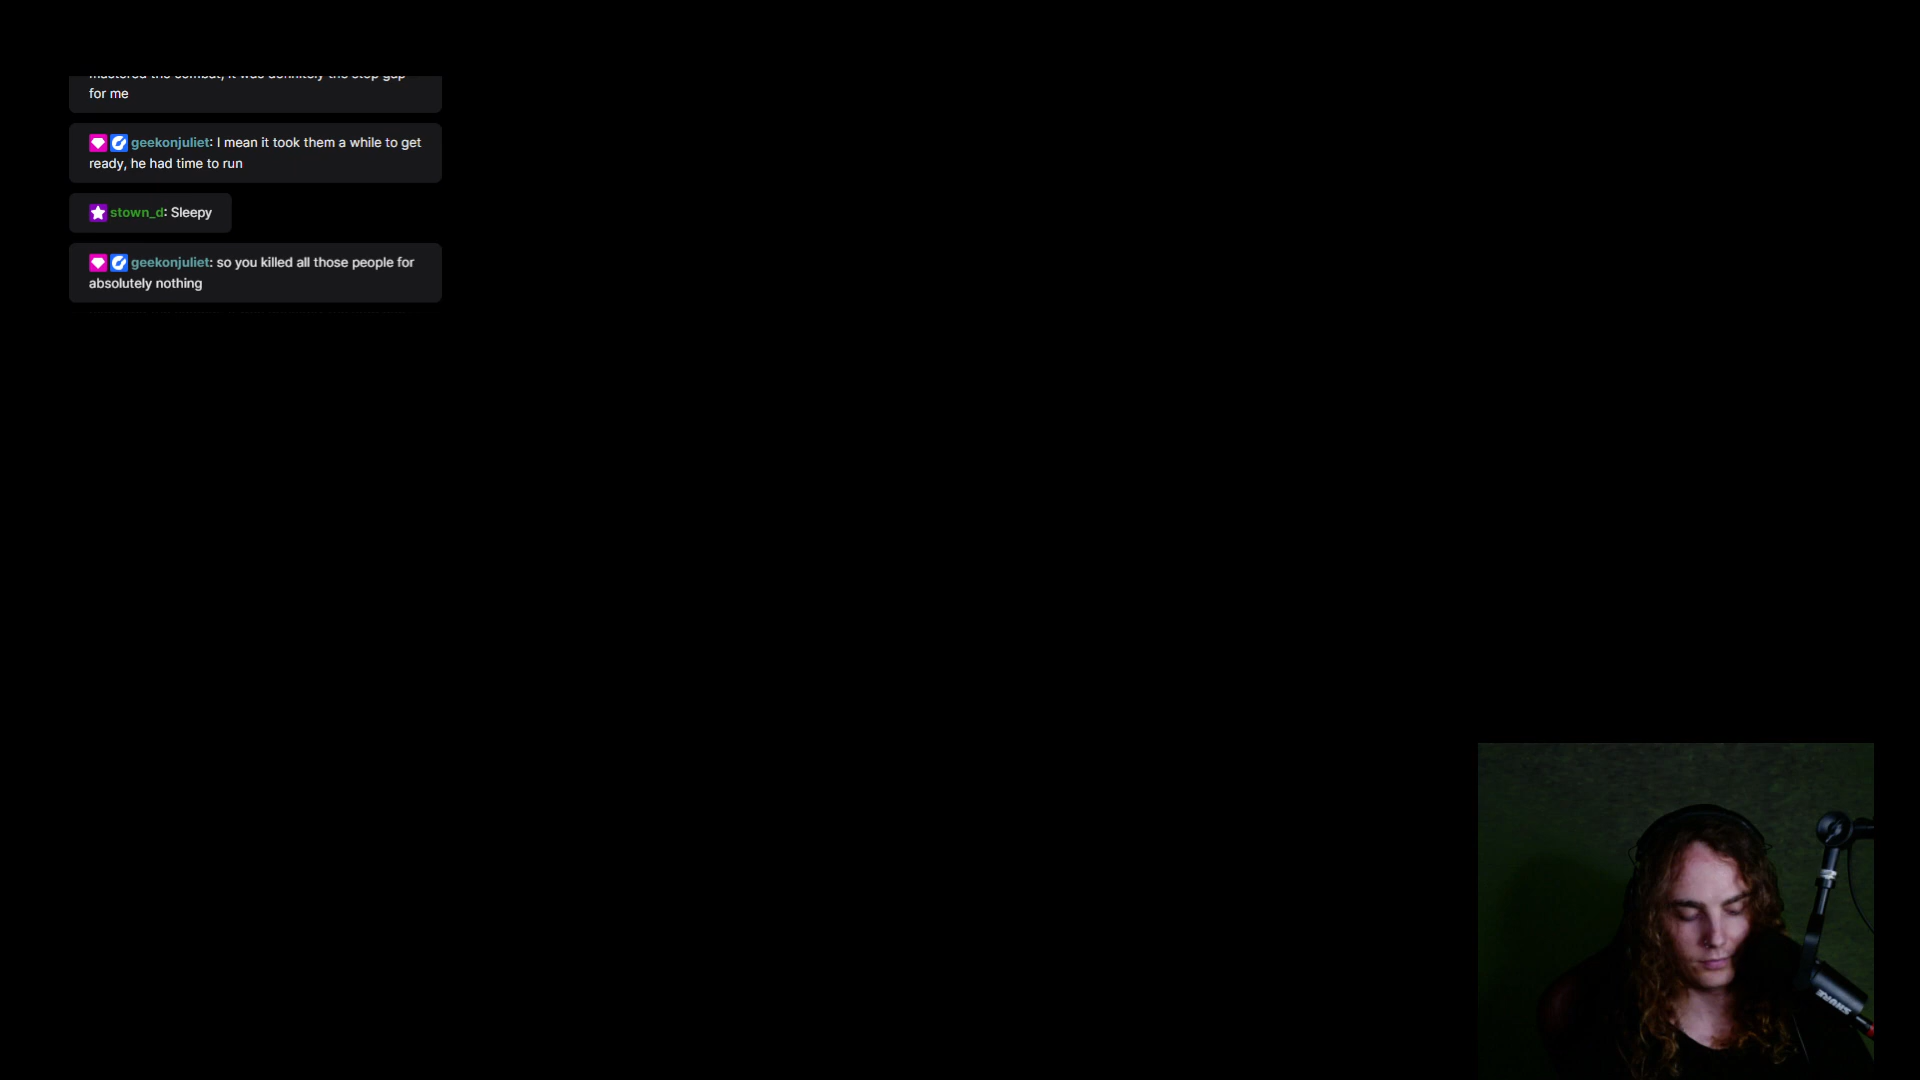 for me
geekonjuliet: I mean it took them a while to get
ready, he had time to run
stown_d: Sleepy
geekonjuliet: so you killed all those people for
absolutely nothing
SHURE